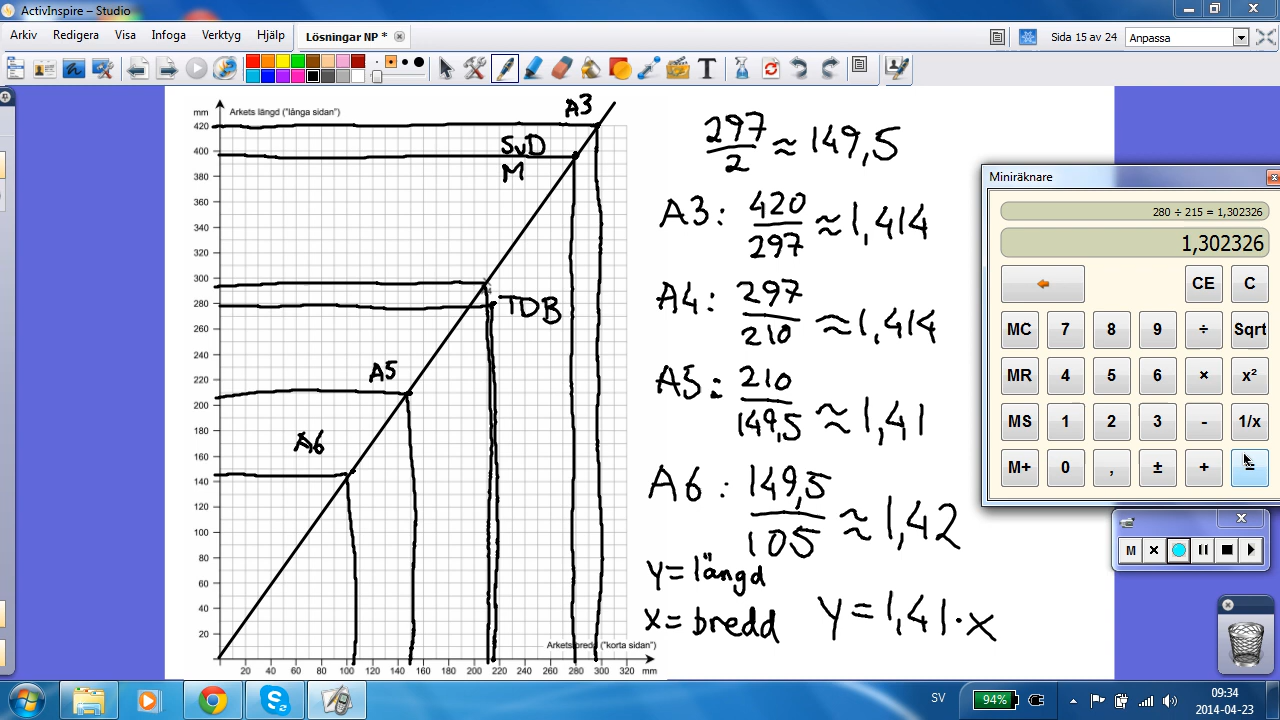 ActivInspire – Studio
Arkiv Redigera Visa Infoga Verktyg Hjälp
Lösningar NP *
Sida 15 av 24
Anpassa
mm
Arkets längd ("långa sidan")
420
400
380
360
340
320
300
280
260
240
220
200
180
160
140
120
100
80
60
40
20
20 40 60 80 100 120 140 160 180 200 220 240 260 280 300 320 mm
Arketsbredd ("korta sidan")
A3
SvD
M
TDB
A5
A6
297
2
≈ 149,5
A3: 420
297
≈ 1,414
A4: 297
210
≈ 1,414
A5: 210
149,5
≈ 1,41
A6: 149,5
105
≈ 1,42
y = längd
x = bredd
y = 1,41 · x
Miniräknare
280 ÷ 215 = 1,302326
1,302326
CE C
MC 7 8 9 ÷ Sqrt
MR 4 5 6 × x²
MS 1 2 3 - 1/x
M+ 0 , ± + =
M
SV
94%
09:34
2014-04-23